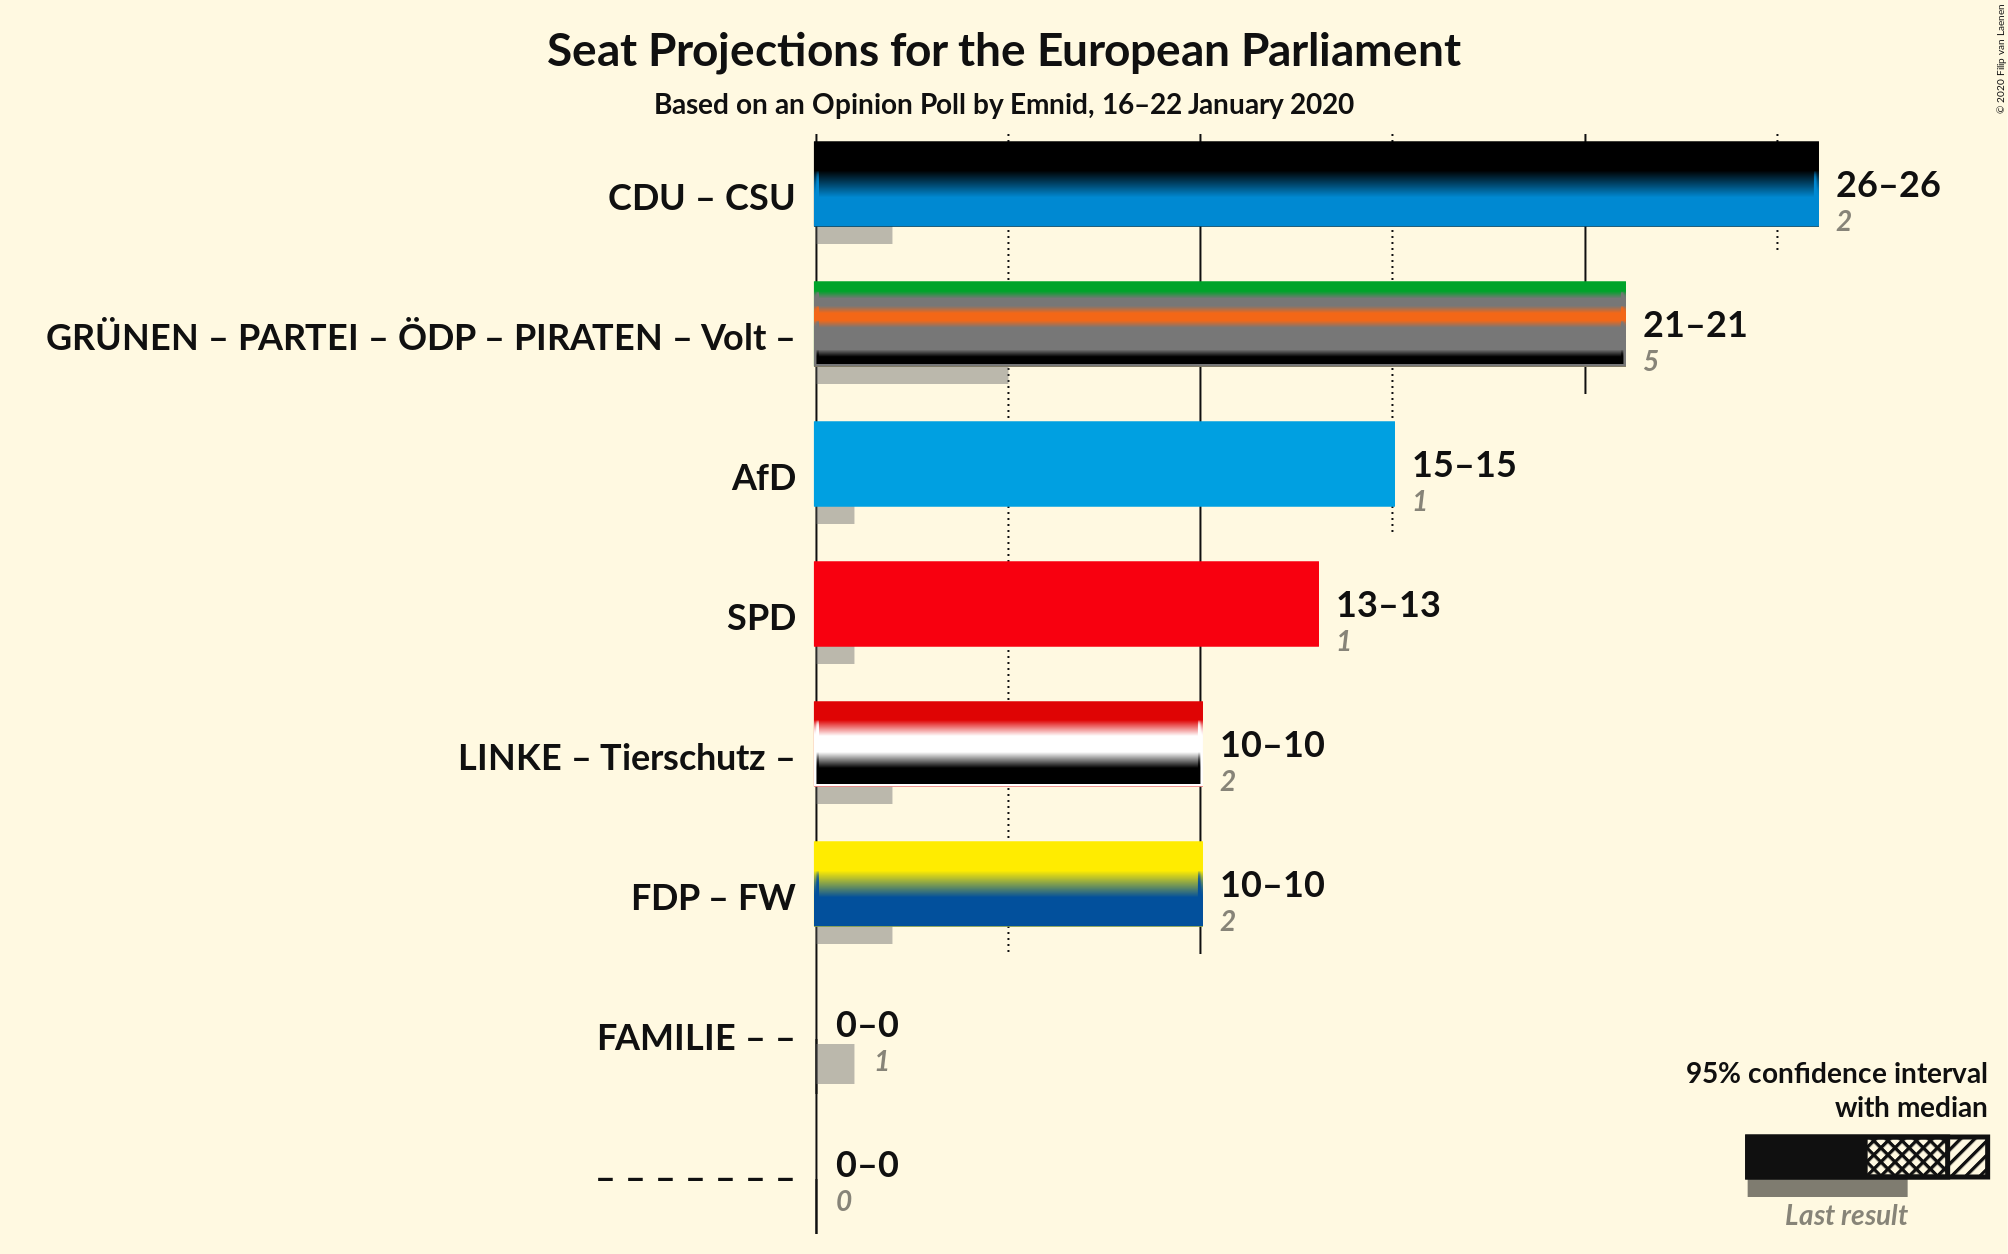 Seat Projections for the European Parliament
Based on an Opinion Poll by Emnid, 16–22 January 2020
© 2020 Filip van Laenen
CDU – CSU
26–26
2
GRÜNEN – PARTEI – ÖDP – PIRATEN – Volt –
21–21
5
AfD
15–15
1
SPD
13–13
1
LINKE – Tierschutz –
10–10
2
FDP – FW
10–10
2
FAMILIE – –
0–0
1
– – – – – – –
0–0
0
95% confidence interval
with median
Last result